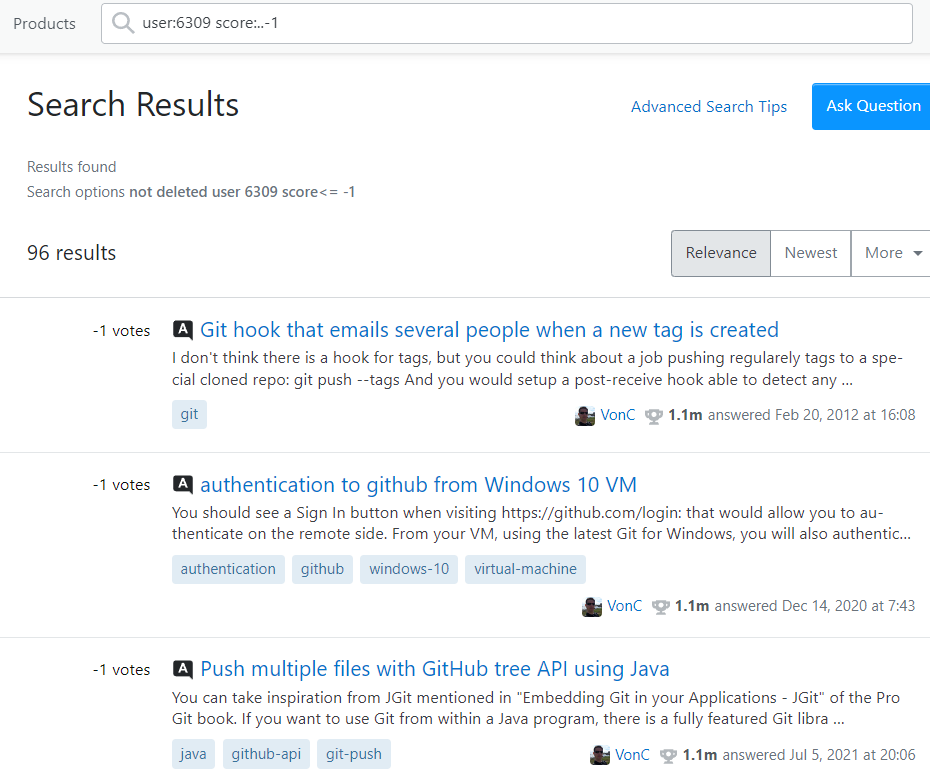 Products
user:6309 score:..-1
Search Results
Advanced Search Tips
Ask Question
Results found
Search options not deleted user 6309 score<= -1
96 results
Relevance
Newest
More
-1 votes
A Git hook that emails several people when a new tag is created
I don't think there is a hook for tags, but you could think about a job pushing regularely tags to a spe-
cial cloned repo: git push --tags And you would setup a post-receive hook able to detect any ...
git
VonC 1.1m answered Feb 20, 2012 at 16:08
-1 votes
A authentication to github from Windows 10 VM
You should see a Sign In button when visiting https://github.com/login: that would allow you to au-
thenticate on the remote side. From your VM, using the latest Git for Windows, you will also authentic...
authentication github windows-10 virtual-machine
VonC 1.1m answered Dec 14, 2020 at 7:43
-1 votes
A Push multiple files with GitHub tree API using Java
You can take inspiration from JGit mentioned in "Embedding Git in your Applications - JGit" of the Pro
Git book. If you want to use Git from within a Java program, there is a fully featured Git libra ...
java github-api git-push
VonC 1.1m answered Jul 5, 2021 at 20:06